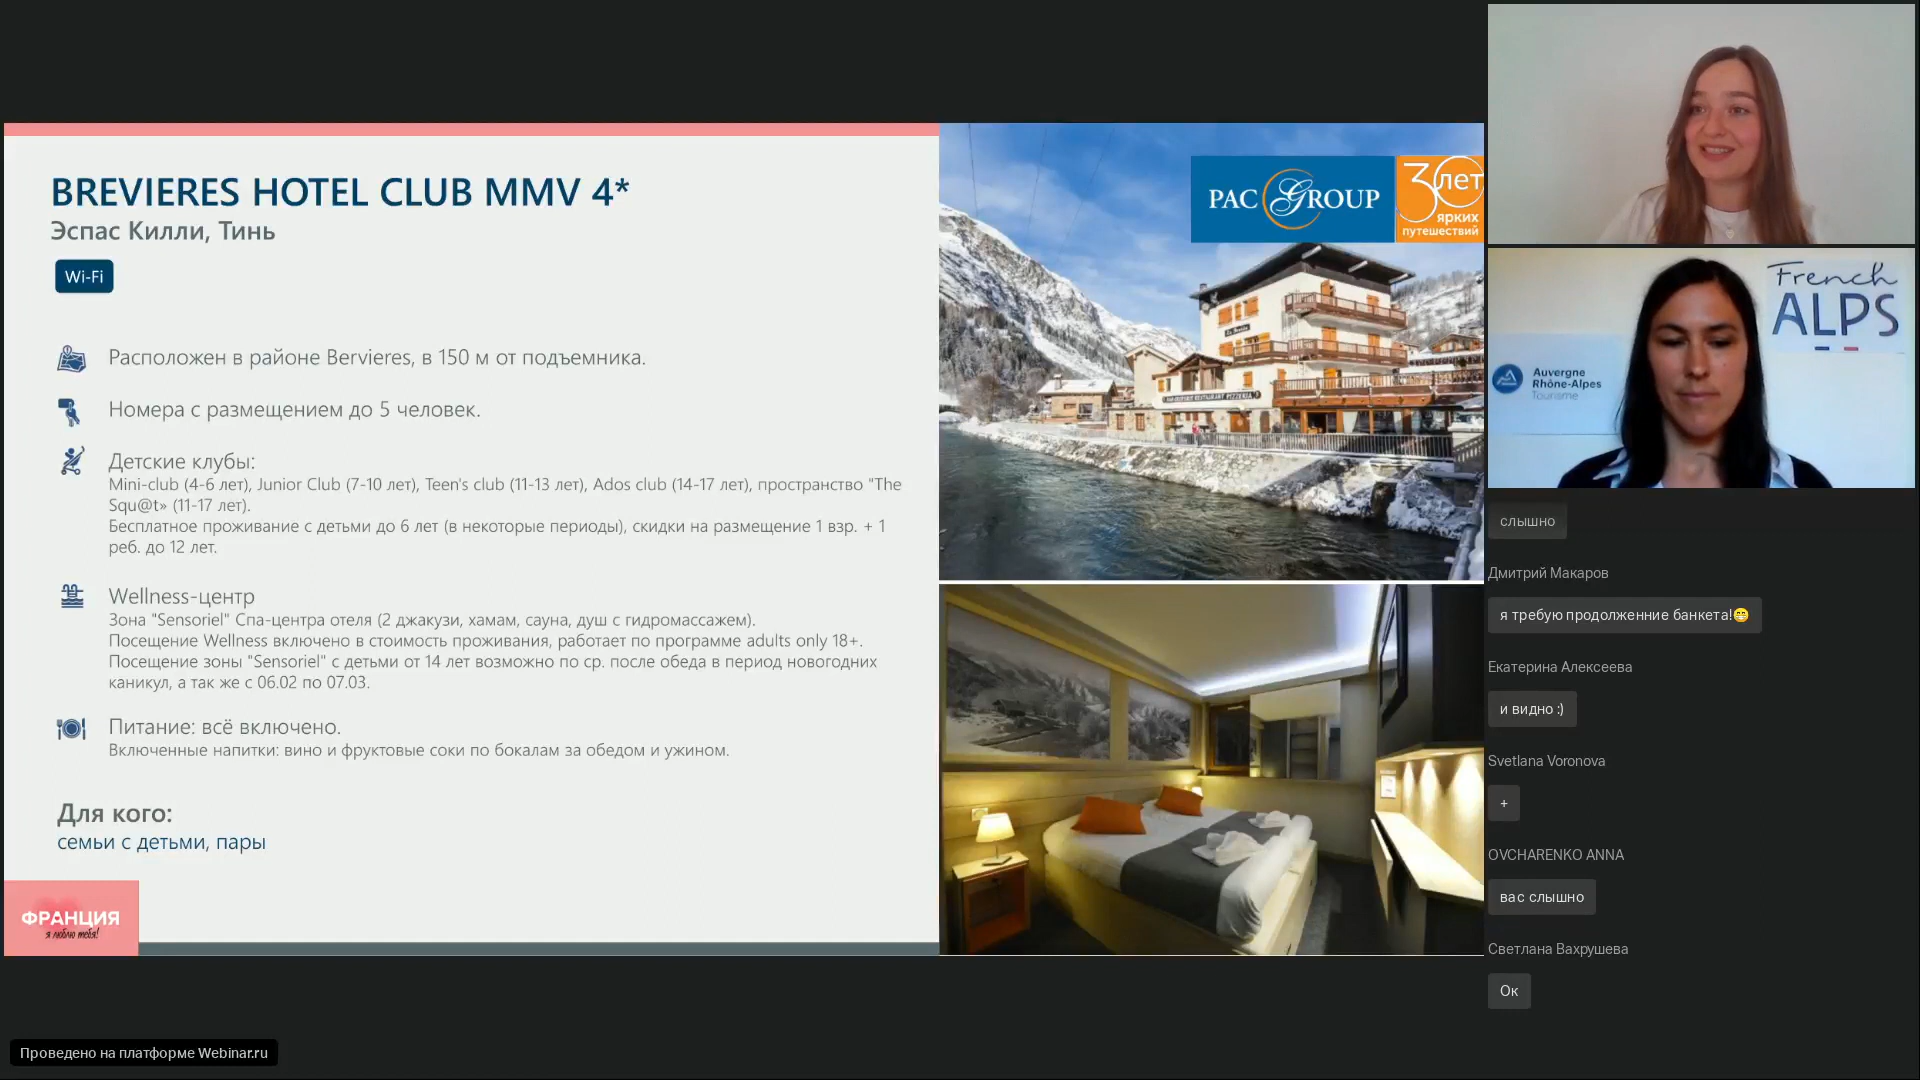 BREVIERES HOTEL CLUB MMV 4*
Эспас Килли, Тинь
Wi-Fi
Расположен в районе Bervieres, в 150 м от подъемника.
Номера с размещением до 5 человек.
Детские клубы:
Mini-club (4-6 лет), Junior Club (7-10 лет), Teen's club (11-13 лет), Ados club (14-17 лет), пространство "The
Squ@t» (11-17 лет).
Бесплатное проживание с детьми до 6 лет (в некоторые периоды), скидки на размещение 1 взр. + 1
реб. до 12 лет.
Wellness-центр
Зона "Sensoriel" Спа-центра отеля (2 джакузи, хамам, сауна, душ с гидромассажем).
Посещение Wellness включено в стоимость проживания, работает по программе adults only 18+.
Посещение зоны "Sensoriel" с детьми от 14 лет возможно по ср. после обеда в период новогодних
каникул, а так же с 06.02 по 07.03.
Питание: всё включено.
Включенные напитки: вино и фруктовые соки по бокалам за обедом и ужином.
Для кого:
семьи с детьми, пары
ФРАНЦИЯ
я люблю тебя!
PAC GROUP
30 лет
ярких
путешествий
French
ALPS
Auvergne
Rhône-Alpes
Tourisme
слышно
Дмитрий Макаров
я требую продолженние банкета!😁
Екатерина Алексеева
и видно :)
Svetlana Voronova
+
OVCHARENKO ANNA
вас слышно
Светлана Вахрушева
Ок
Проведено на платформе Webinar.ru